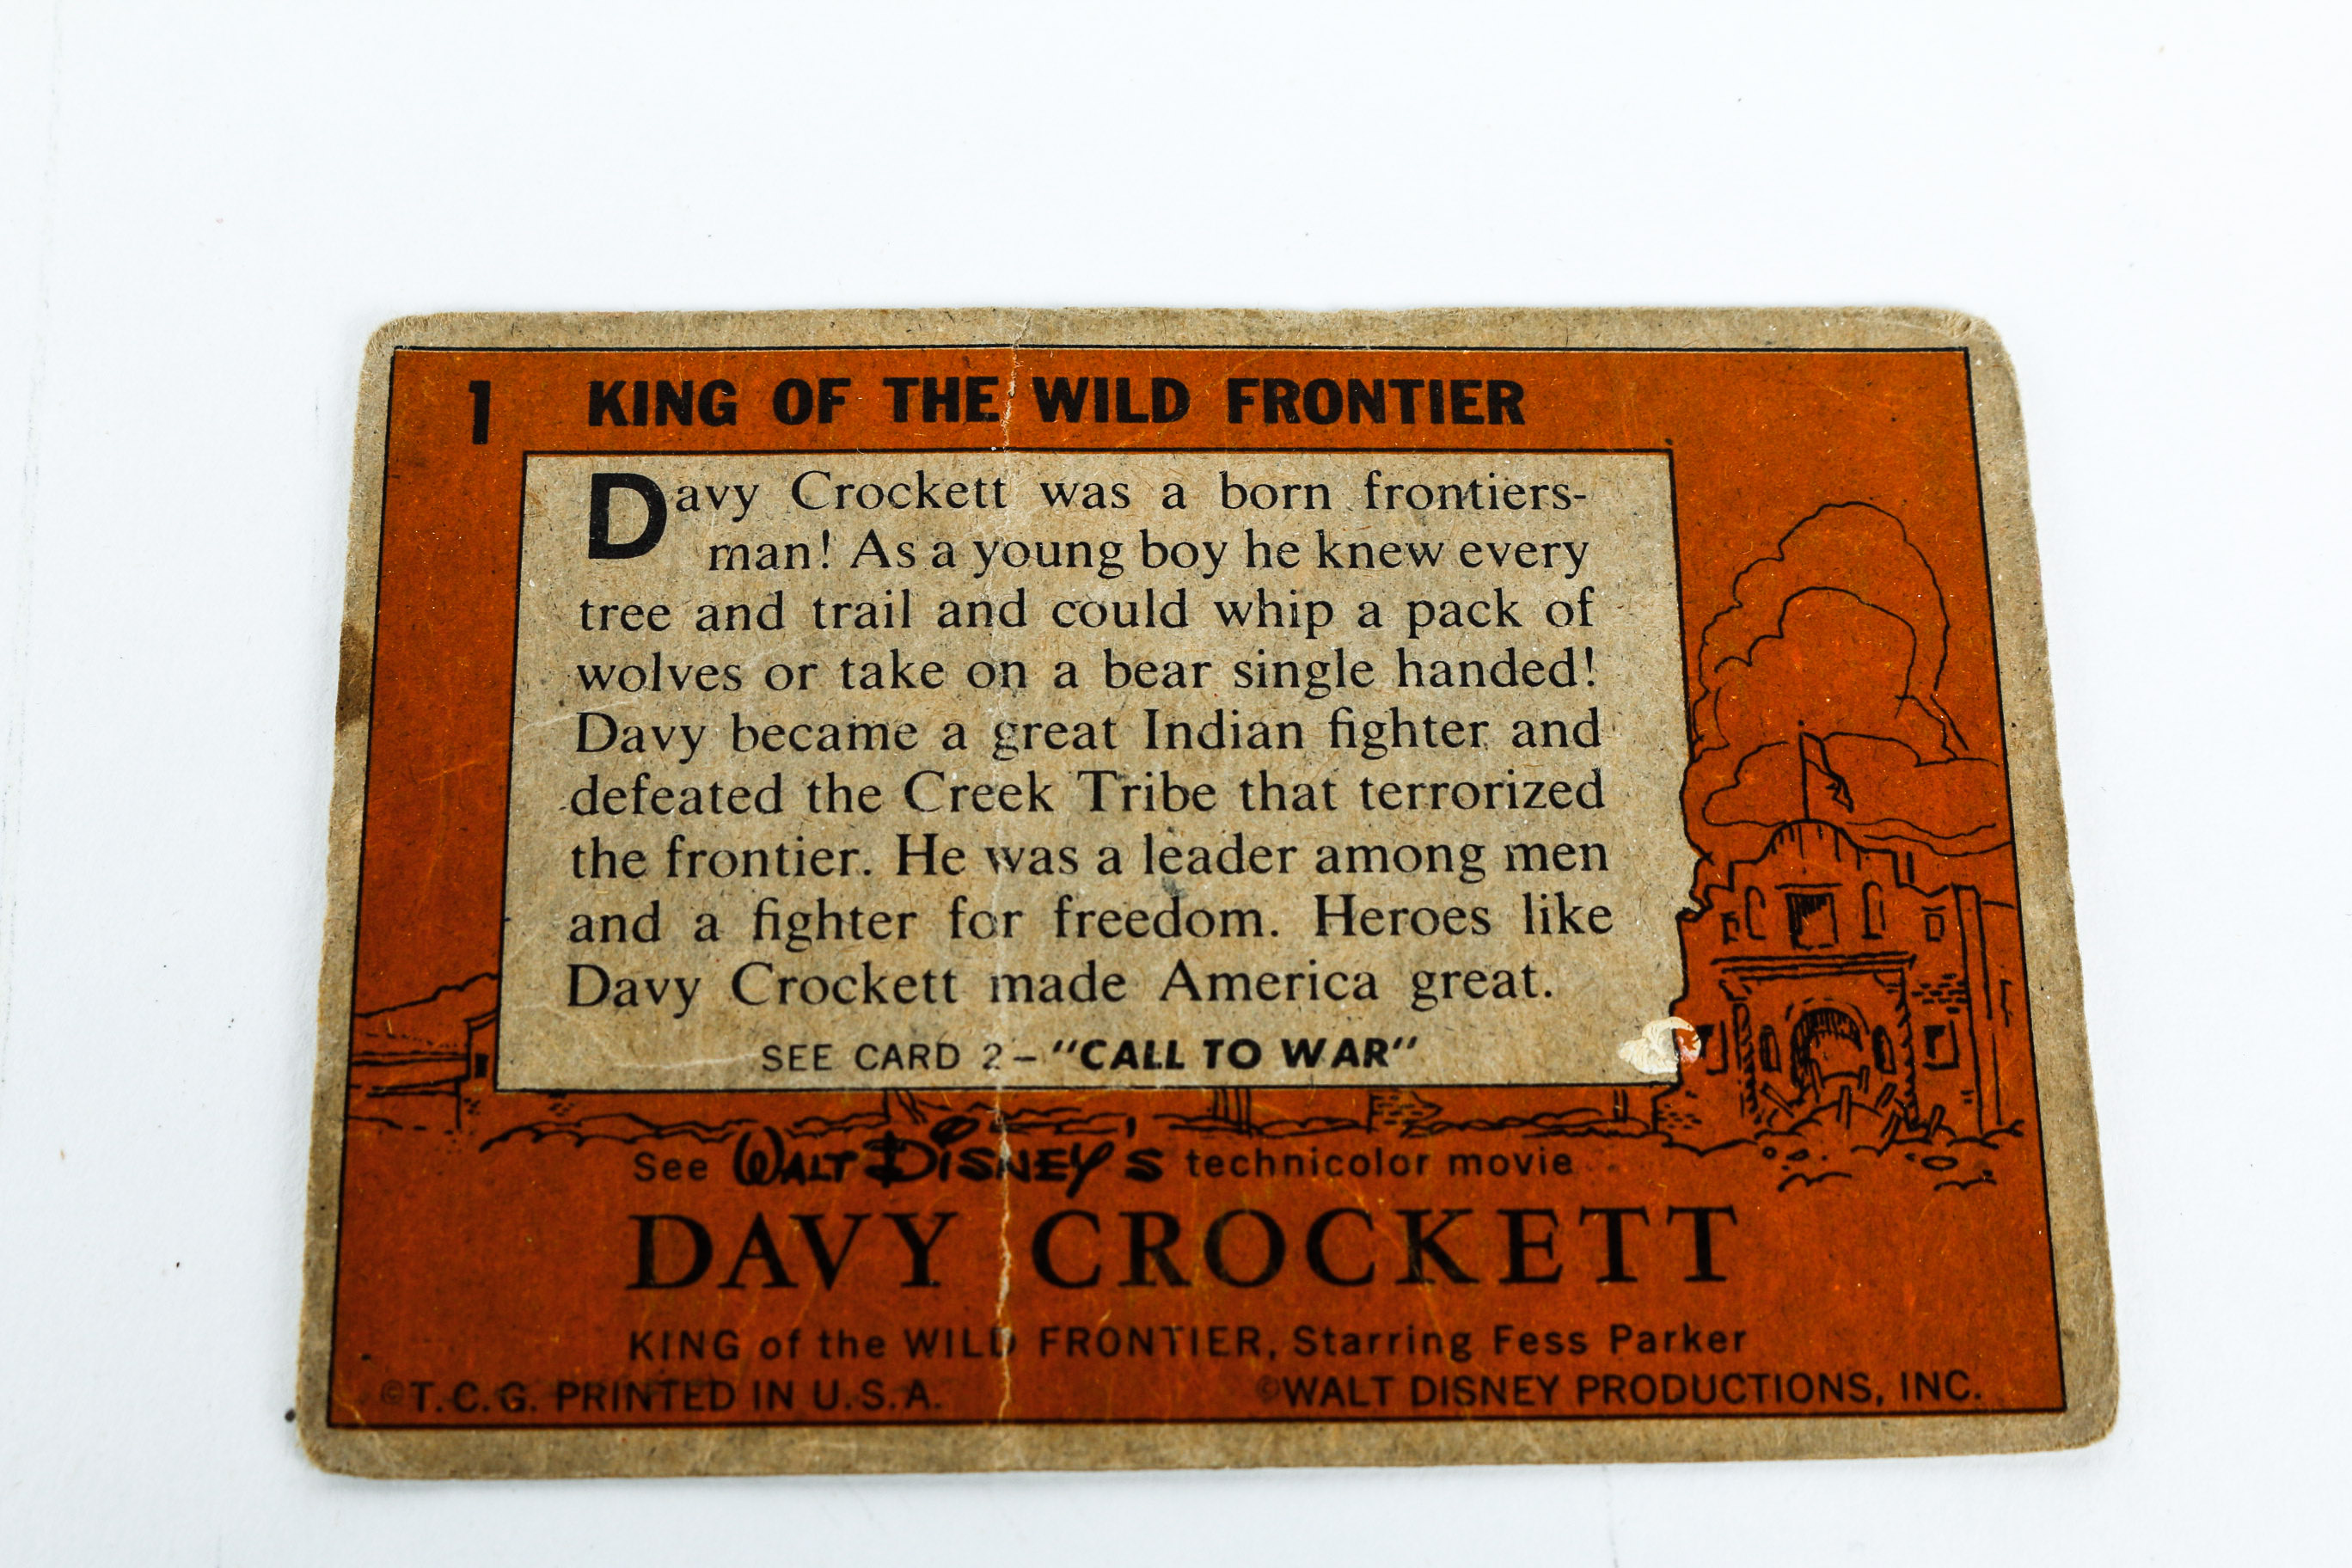 1 KING OF THE WILD FRONTIER
Davy Crockett was a born frontiers-
man! As a young boy he knew every
tree and trail and could whip a pack of
wolves or take on a bear single handed!
Davy became a great Indian fighter and
defeated the Creek Tribe that terrorized
the frontier. He was a leader among men
and a fighter for freedom. Heroes like
Davy Crockett made America great.
SEE CARD 2 – "CALL TO WAR"
See WALT DISNEY'S technicolor movie
DAVY CROCKETT
KING of the WILD FRONTIER, Starring Fess Parker
©T.C.G. PRINTED IN U.S.A. ©WALT DISNEY PRODUCTIONS, INC.